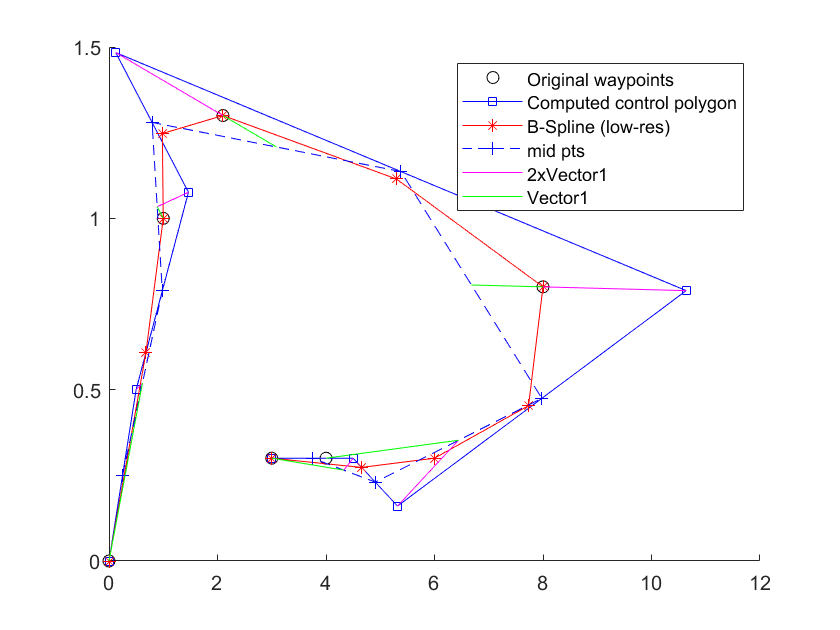 1.5
Original waypoints
Computed control polygon
B-Spline (low-res)
mid pts
2xVector1
Vector1
1
0.5
0
0 2 4 6 8 10 12